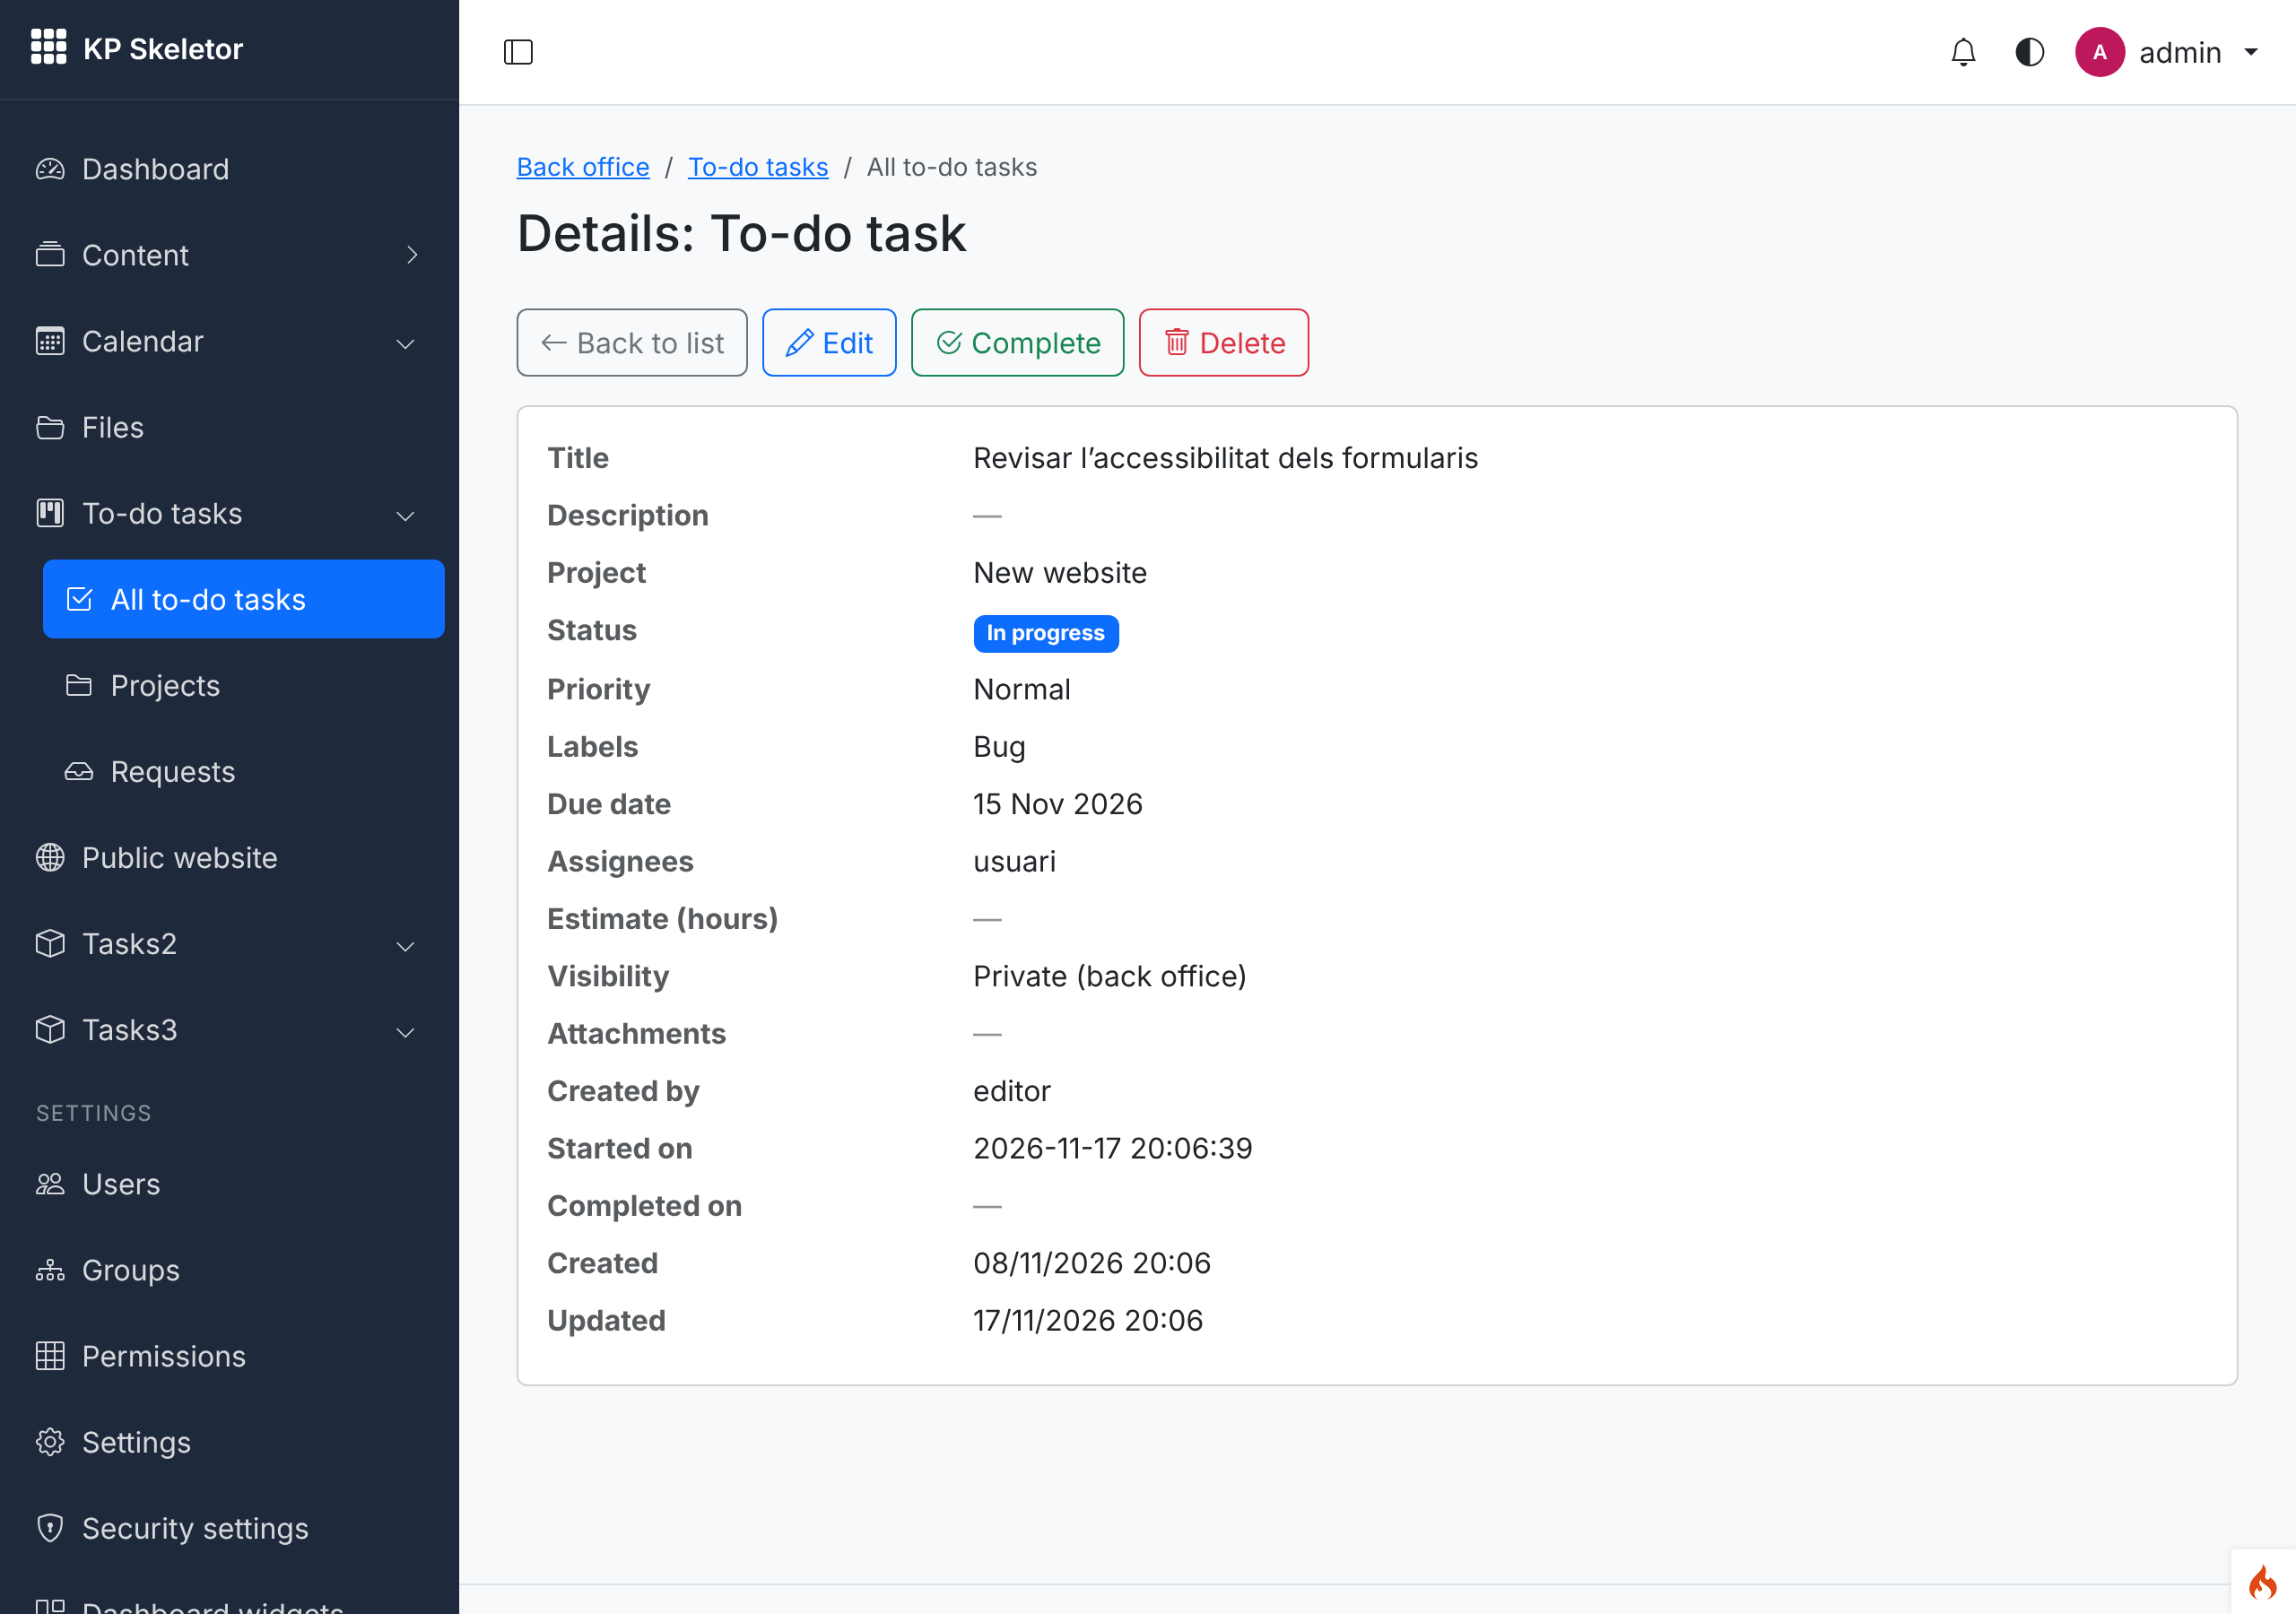 KP Skeletor
A admin
Dashboard
Content
Calendar
Files
To-do tasks
All to-do tasks
Projects
Requests
Public website
Tasks2
Tasks3
SETTINGS
Users
Groups
Permissions
Settings
Security settings
Dashboard widgets
Back office / To-do tasks / All to-do tasks
Details: To-do task
Back to list Edit Complete Delete
Title Revisar l’accessibilitat dels formularis
Description —
Project New website
Status In progress
Priority Normal
Labels Bug
Due date 15 Nov 2026
Assignees usuari
Estimate (hours) —
Visibility Private (back office)
Attachments —
Created by editor
Started on 2026-11-17 20:06:39
Completed on —
Created 08/11/2026 20:06
Updated 17/11/2026 20:06